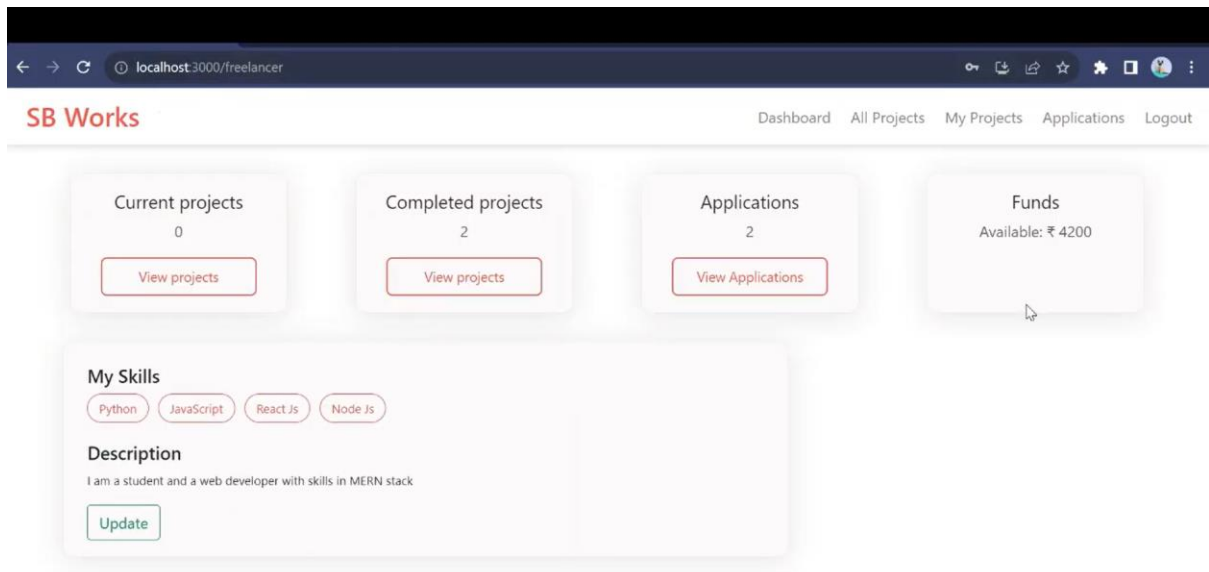 localhost:3000/freelancer
SB Works
Dashboard All Projects My Projects Applications Logout
Current projects
0
View projects
Completed projects
2
View projects
Applications
2
View Applications
Funds
Available: ₹ 4200
My Skills
Python JavaScript React Js Node Js
Description
I am a student and a web developer with skills in MERN stack
Update